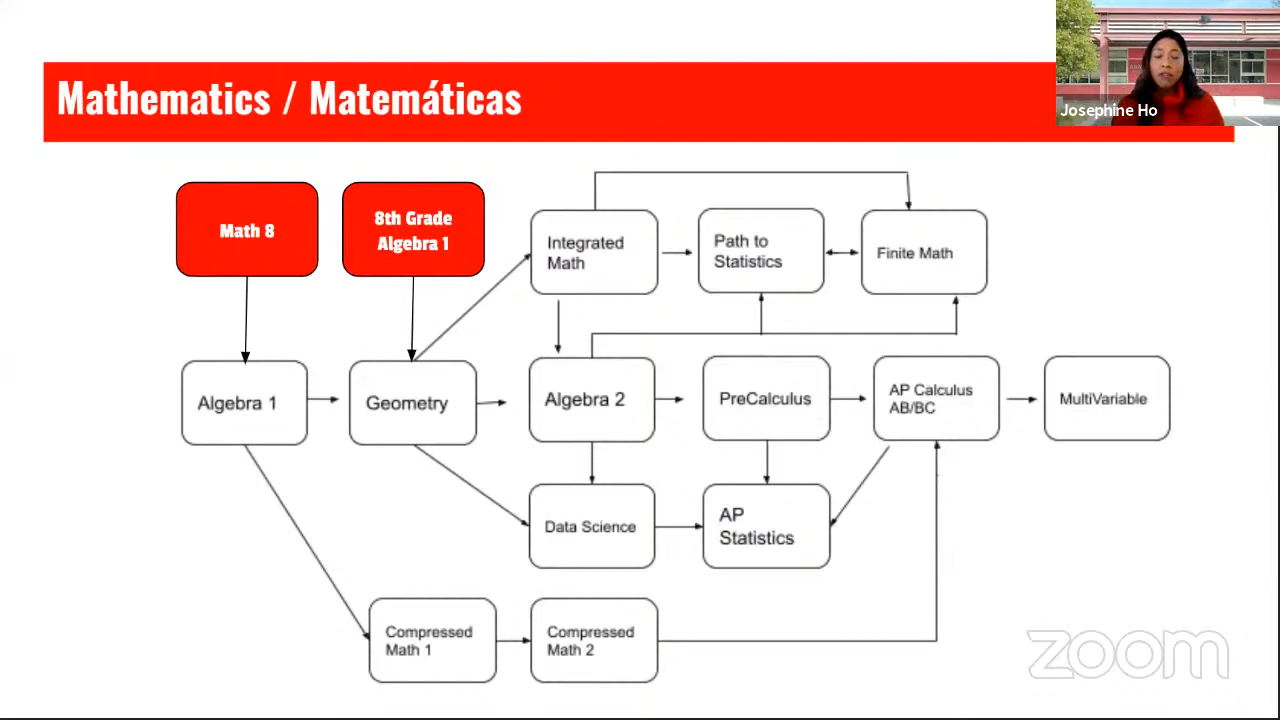 Mathematics / Matemáticas
Josephine Ho
Math 8
8th Grade
Algebra 1
Integrated
Math
Path to
Statistics
Finite Math
Algebra 1
Geometry
Algebra 2
PreCalculus
AP Calculus
AB/BC
MultiVariable
Data Science
AP
Statistics
Compressed
Math 1
Compressed
Math 2
zoom